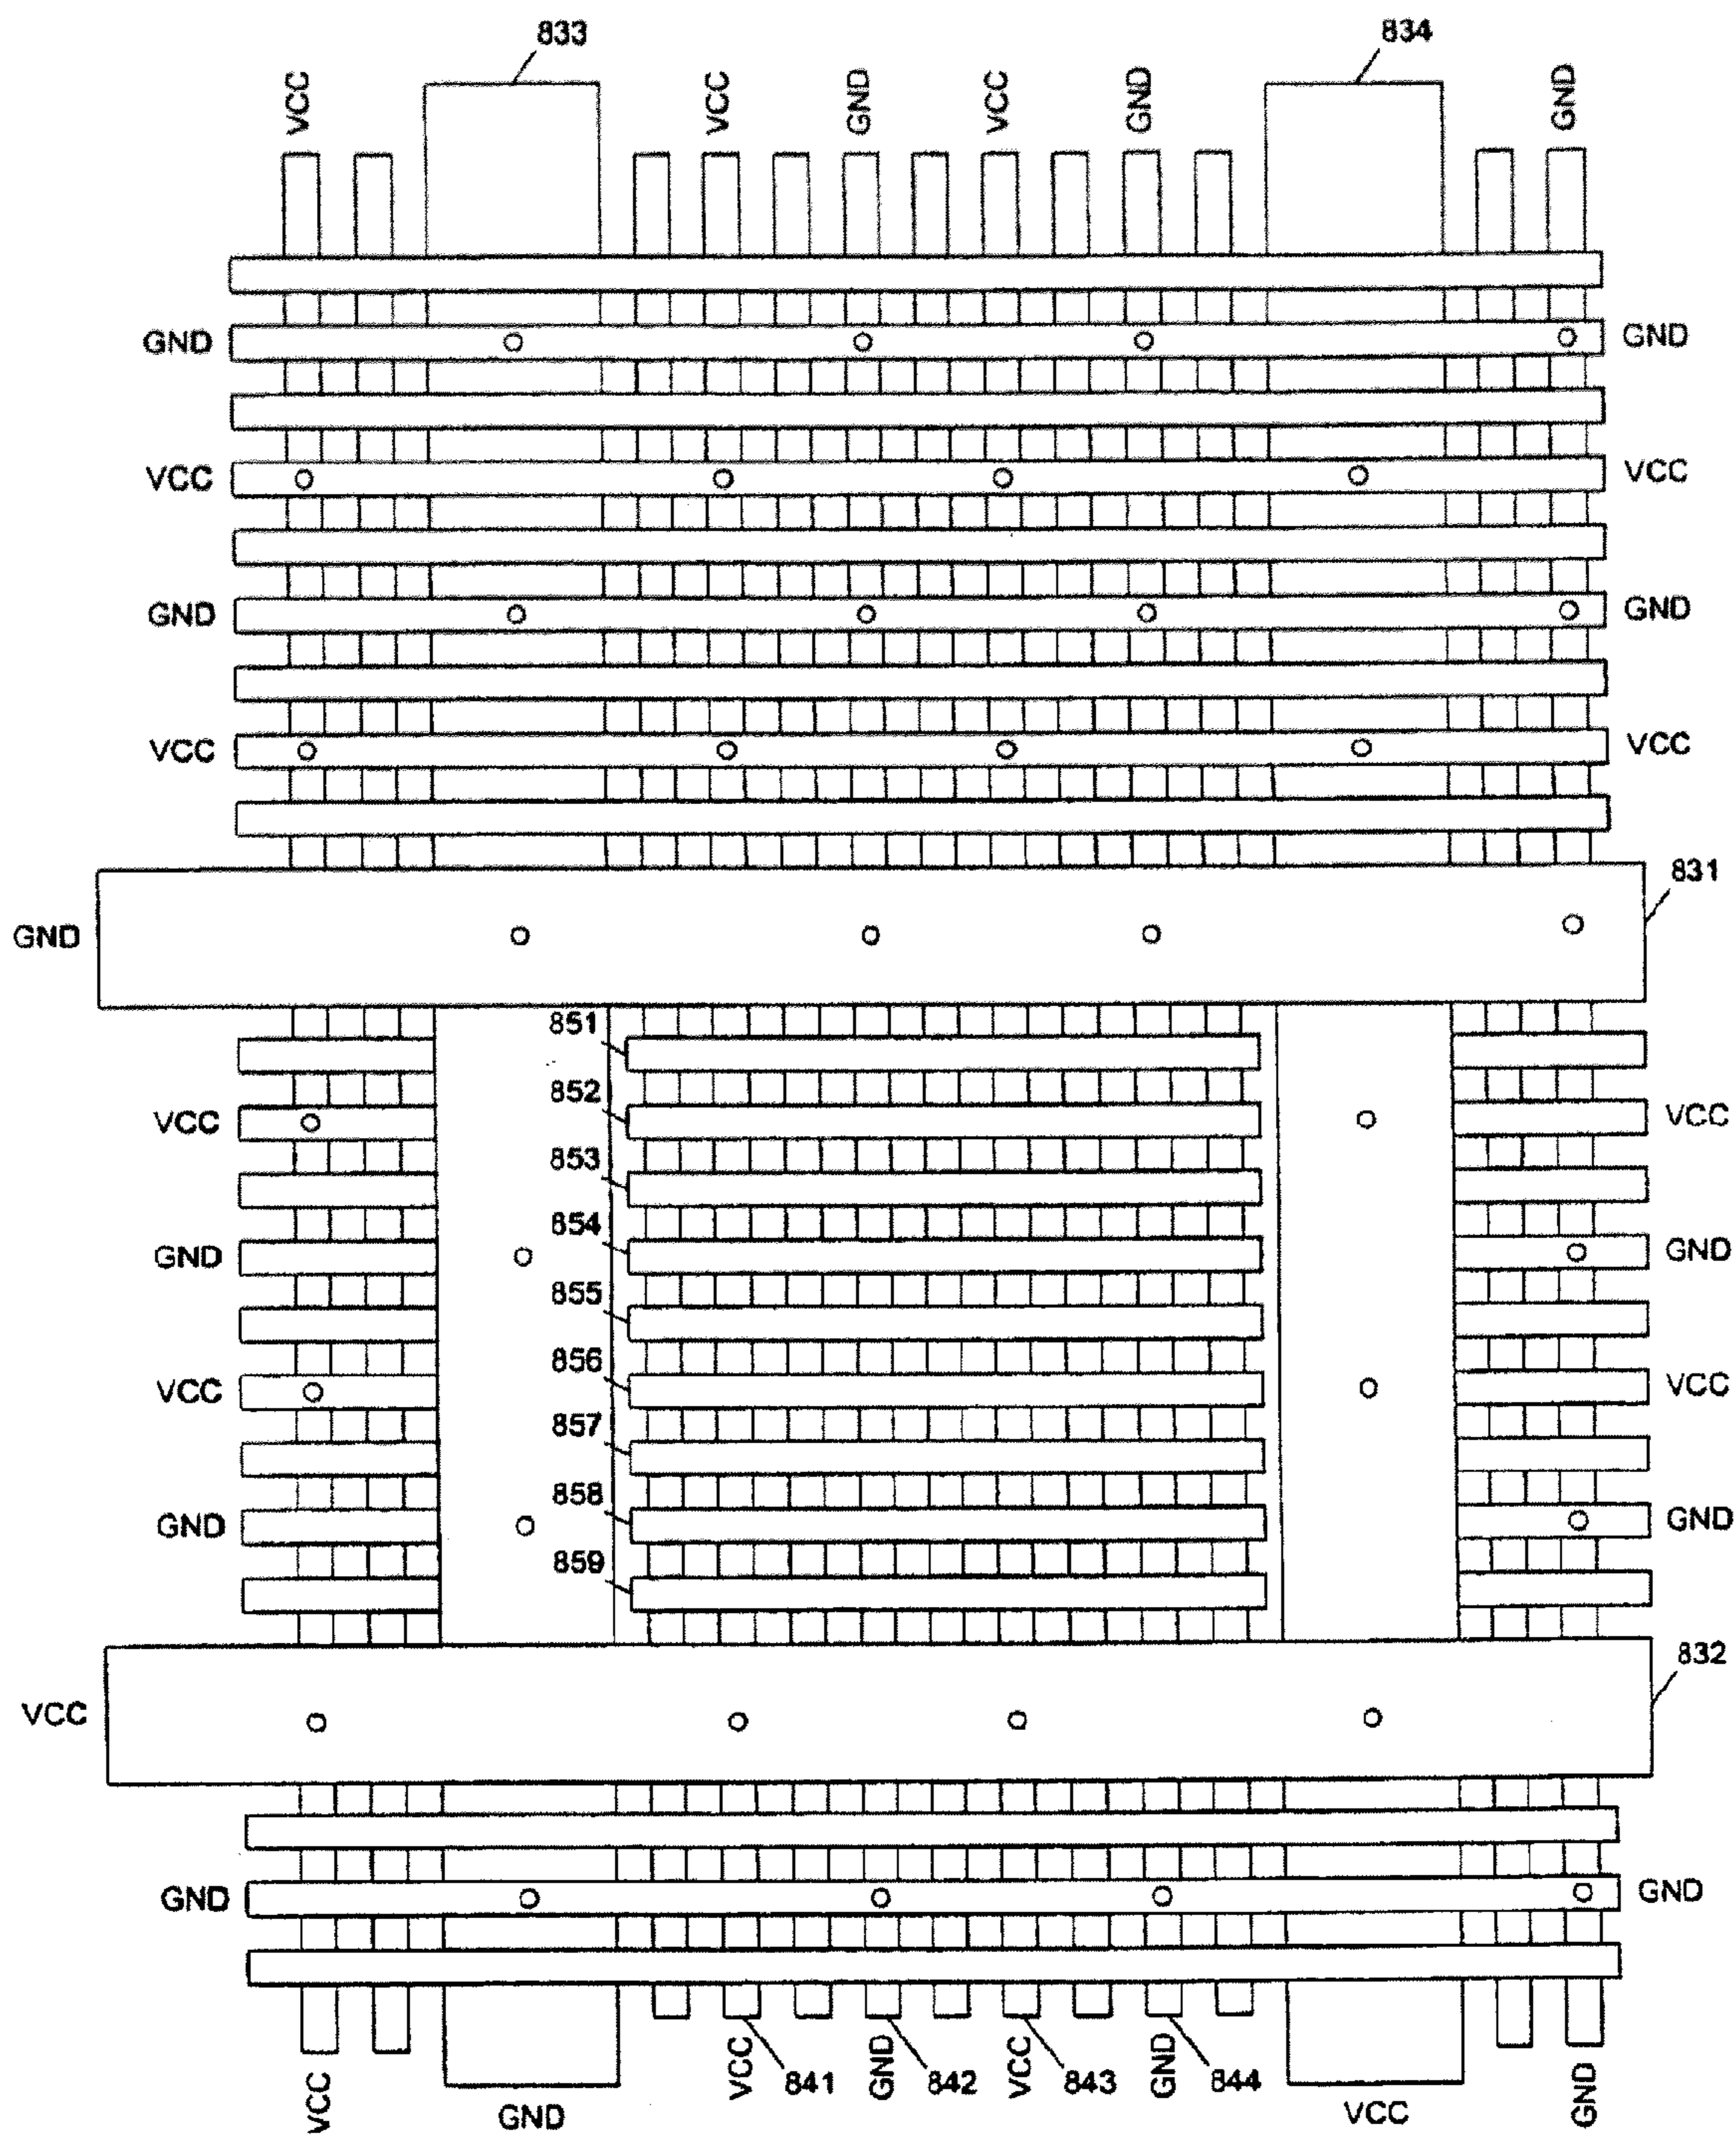 833
834
VCC
VCC
GND
VCC
GND
GND
GND
GND
VCC
VCC
GND
GND
VCC
VCC
831
GND
851
852
VCC
VCC
853
854
GND
GND
855
856
VCC
VCC
857
858
GND
GND
859
832
VCC
GND
GND
VCC
GND
VCC
841
GND
842
VCC
843
GND
844
VCC
GND